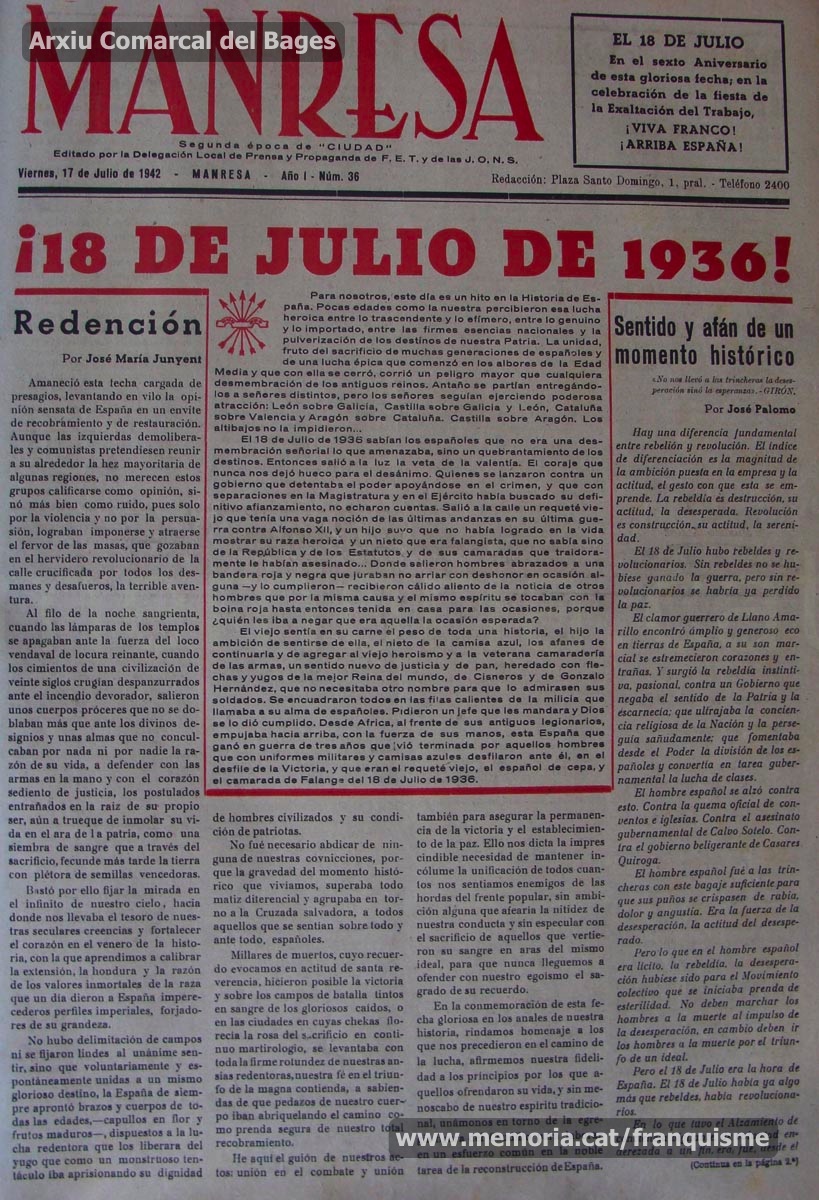 Arxiu Comarcal del Bages
MANRESA
Segunda época de "CIUDAD"
Editado por la Delegación Local de Prensa y Propaganda de F. E. T. y de las J. O. N. S.
Viernes, 17 de Julio de 1942 - MANRESA - Año I - Núm. 36
EL 18 DE JULIO
En el sexto Aniversario
de esta gloriosa fecha; en la
celebración de la fiesta de
la Exaltación del Trabajo,
¡VIVA FRANCO!
¡ARRIBA ESPAÑA!
Redacción: Plaza Santo Domingo, 1, pral. - Teléfono 2400
¡18 DE JULIO DE 1936!
Redención
Por José María Junyent
Amaneció esta fecha cargada de
presagios, levantando en vilo la opi-
nión sensata de España en un envite
de recobramiento y de restauración.
Aunque las izquierdas demolibera-
les y comunistas pretendiesen reunir
a su alrededor la hez mayoritaria de
algunas regiones, no merecen estos
grupos calificarse como opinión, si-
nó más bien como ruido, pues solo
por la violencia y no por la persua-
sión, lograban imponerse y atraerse
el fervor de las masas, que gozaban
en el hervidero revolucionario de la
calle crucificada por todos los des-
manes y desafueros, la terrible aven-
tura.
Al filo de la noche sangrienta,
cuando las lámparas de los templos
se apagaban ante la fuerza del loco
vendaval de locura reinante, cuando
los cimientos de una civilización de
veinte siglos crugían despanzurrados
ante el incendio devorador, salieron
unos cuerpos próceres que no se do-
blaban más que ante los divinos de-
signios y unas almas que no concul-
caban por nada ni por nadie la ra-
zón de su vida, a defender con las
armas en la mano y con el corazón
sediento de justicia, los postulados
entrañados en la raiz de su propio
ser, aún a trueque de inmolar su vi-
da en el ara de la patria, como una
siembra de sangre que a través del
sacrificio, fecunde más tarde la tierra
con plétora de semillas vencedoras.
Bastó por ello fijar la mirada en
el infinito de nuestro cielo, hacia
donde nos llevaba el tesoro de nues-
tras seculares creencias y fortalecer
el corazón en el venero de la histo-
ria, con la que aprendimos a calibrar
la extensión, la hondura y la razón
de los valores inmortales de la raza
que un día dieron a España impere-
cederos perfiles imperiales, forjado-
res de su grandeza.
No hubo delimitación de campos
ni se fijaron lindes al unánime sen-
tir, sino que voluntariamente y es-
pontáneamente unidas a un mismo
glorioso destino, la España de siem-
pre aprontó brazos y cuerpos de to-
das las edades,—capullos en flor y
frutos maduros—, dispuestos a la lu-
cha redentora que los liberara del
yugo que como un monstruoso ten-
táculo iba aprisionando su dignidad
Para nosotros, este día es un hito en la Historia de Es-
paña. Pocas edades como la nuestra percibieron esa lucha
heroica entre lo trascendente y lo efímero, entre lo genuino
y lo importado, entre las firmes esencias nacionales y la
pulverización de los destinos de nuestra Patria. La unidad,
fruto del sacrificio de muchas generaciones de españoles y
de una lucha épica que comenzó en los albores de la Edad
Media y que con ella se cerró, corrió un peligro mayor que cualquiera
desmembración de los antiguos reinos. Antaño se partían entregándo-
los a señores distintos, pero los señores seguían ejerciendo poderosa
atracción: León sobre Galicia, Castilla sobre Galicia y León, Cataluña
sobre Valencia y Aragón sobre Cataluña. Castilla sobre Aragón. Los
altibajos no la impidieron...
El 18 de Julio de 1936 sabían los españoles que no era una des-
membración señorial lo que amenazaba, sino un quebrantamiento de los
destinos. Entonces salió a la luz la veta de la valentía. El coraje que
nunca nos dejó hueco para el desánimo. Quienes se lanzaron contra un
gobierno que detentaba el poder apoyándose en el crimen, y que con
separaciones en la Magistratura y en el Ejército había buscado su defi-
nitivo afianzamiento, no echaron cuentas. Salió a la calle un requeté vie-
jo que tenía una vaga noción de las últimas andanzas en su última gue-
rra contra Alfonso XII, y un hijo suyo que no había logrado en la vida
mostrar su raza heroica y un nieto que era falangista, que no sabía sino
de la República y de los Estatutos y de sus camaradas que traidora-
mente le habían asesinado... Donde salieron hombres abrazados a una
bandera roja y negra que juraban no arriar con deshonor en ocasión al-
guna —y lo cumplieron— recibieron cálido aliento de la noticia de otros
hombres que por la misma causa y el mismo espíritu se tocaban con la
boina roja hasta entonces tenida en casa para las ocasiones, porque
¿quién les iba a negar que era aquella la ocasión esperada?
El viejo sentía en su carne el peso de toda una historia, el hijo la
ambición de sentirse de ella, el nieto de la camisa azul, los afanes de
continuarla y de agregar al viejo heroismo y a la veterana camaradería
de las armas, un sentido nuevo de justicia y de pan, heredado con fle-
chas y yugos de la mejor Reina del mundo, de Cisneros y de Gonzalo
Hernández, que no necesitaba otro nombre para que lo admirasen sus
soldados. Se encuadraron todos en las filas calientes de la milicia que
llamaba a su alma de españoles. Pidieron un jefe que les mandara y Dios
se lo dió cumplido. Desde Africa, al frente de sus antiguos legionarios,
empujaba hacia arriba, con la fuerza de sus manos, esta España que
ganó en guerra de tres años que vió terminada por aquellos hombres
que con uniformes militares y camisas azules desfilaron ante él, en el
desfile de la Victoria, y que eran el requeté viejo, el español de cepa, y
el camarada de Falange del 18 de Julio de 1936.
de hombres civilizados y su condi-
ción de patriotas.
No fué necesario abdicar de nin-
guna de nuestras covnicciones, por-
que la gravedad del momento histó-
rico que viviamos, superaba todo
matiz diferencial y agrupaba en tor-
no a la Cruzada salvadora, a todos
aquellos que se sentian sobre todo y
ante todo, españoles.
Millares de muertos, cuyo recuer-
do evocamos en actitud de santa re-
verencia, hicieron posible la victoria
y sobre los campos de batalla tintos
en sangre de los gloriosos caídos, o
en las ciudades en cuyas chekas flo-
recía la rosa del sacrificio en conti-
nuo martirologio, se levantaba con
toda la firme rotundez de nuestras an-
sias redentoras, nuestra fé en el triun-
fo de la magna contienda, a sabien-
das de que pedazos de nuestro cuer-
po iban abriquelando el camino co-
mo prenda segura de nuestro total
recobramiento.
He aquí el guión de nuestros ac-
tos: unión en el combate y unión
también para asegurar la permanen-
cia de la victoria y el establecimiento
de la paz. Ello nos dicta la impres
cindible necesidad de mantener in-
cólume la unificación de todos cuan-
tos nos sentiamos enemigos de las
hordas del frente popular, sin am-
bición alguna que afearia la nitidez de
nuestra conducta y sin especular con
el sacrificio de aquellos que vertie-
ron su sangre en aras del mismo
ideal, para que nunca lleguemos a
ofender con nuestro egoismo el sa-
grado de su recuerdo.
En la conmemoración de esta fe-
cha gloriosa en los anales de nuestra
historia, rindamos homenaje a los
que nos precedieron en el camino de
la lucha, afirmemos nuestra fideli-
dad a los principios por los que a-
quellos ofrendaron su vida, y sin me-
noscabo de nuestro espíritu tradicio-
nal, unámonos en torno de la
en un esfuerzo común en la noble
tarea de la reconstrucción de España.
Sentido y afán de un
momento histórico
«No nos llevó a las trincheras la deses-
peración sinó la esperanza». - GIRÓN.
Por José Palomo
Hay una diferencia fundamental
entre rebelión y revolución. El índice
de diferenciación es la magnitud de
la ambición puesta en la empresa y la
actitud, el gesto con que esta se em-
prende. La rebeldía es destrucción, su
actitud, la desesperada. Revolución
es construcción, su actitud, la sereni-
dad.
El 18 de Julio hubo rebeldes y re-
volucionarios. Sin rebeldes no se hu-
biese ganado la guerra, pero sin re-
volucionarios se habría ya perdido
la paz.
El clamor guerrero de Llano Ama-
rillo encontró ámplio y generoso eco
en tierras de España, a su son mar-
cial se estremecieron corazones y en-
trañas. Y surgió la rebeldía instinti-
va, pasional, contra un Gobierno que
negaba el sentido de la Patria y la
escarnecia; que ultrajaba la concien-
cia religiosa de la Nación y la perse-
guía sañudamente; que fomentaba
desde el Poder la división de los es-
pañoles y convertia en tarea guber-
namental la lucha de clases.
El hombre español se alzó contra
esto. Contra la quema oficial de con-
ventos e iglesias. Contra el asesinato
gubernamental de Calvo Sotelo. Con-
tra el gobierno beligerante de Casares
Quiroga.
El hombre español fué a las trin-
cheras con este bagaje suficiente para
que sus puños se crispasen de rabia,
dolor y angustia. Era la fuerza de la
desesperación, la actitud del desespe-
rado.
Pero lo que en el hombre español
era lícito, la rebeldía, la desespera-
ción hubiese sido para el Movimiento
colectivo que se iniciaba prenda de
esterilidad. No deben marchar los
hombres a la muerte al impulso de
la desesperación, en cambio deben ir
los hombres a la muerte por el triun-
fo de un ideal.
Pero el 18 de Julio era la hora de
España. El 18 de Julio había ya algo
más que rebeldes, había revoluciona-
rios.
En lo que tuvo el Alzamiento de
en-
derezada a un fin, era, fué, desde el
(Continua en la página 2.ª)
www.memoria.cat/franquisme